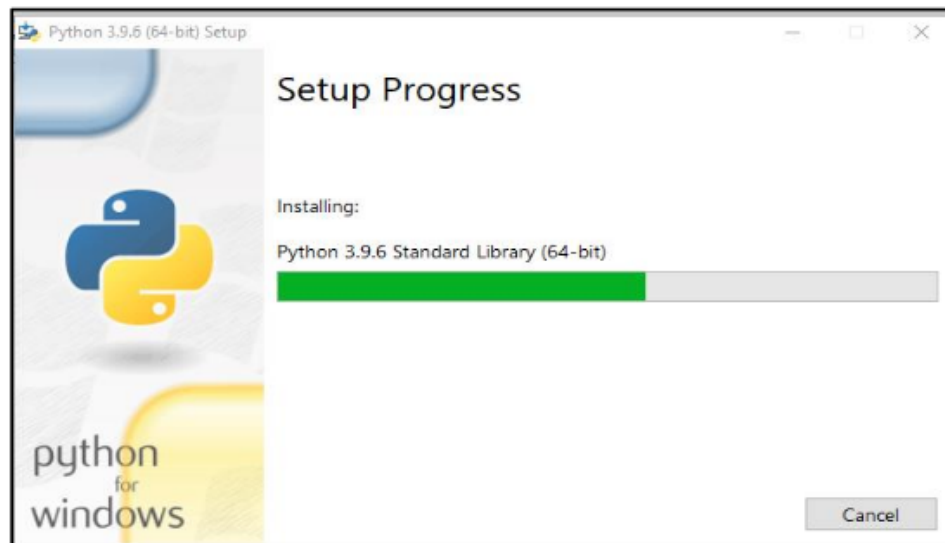 Python 3.9.6 (64-bit) Setup
Setup Progress
Installing:
Python 3.9.6 Standard Library (64-bit)
python
for
windows
Cancel